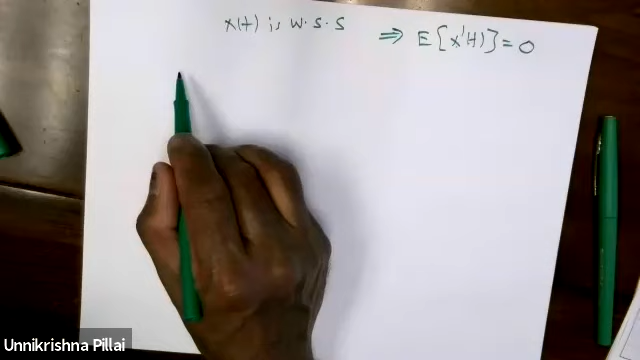 X(t) is W.S.S ⇒ E[X'(t)] = 0
Unnikrishna Pillai